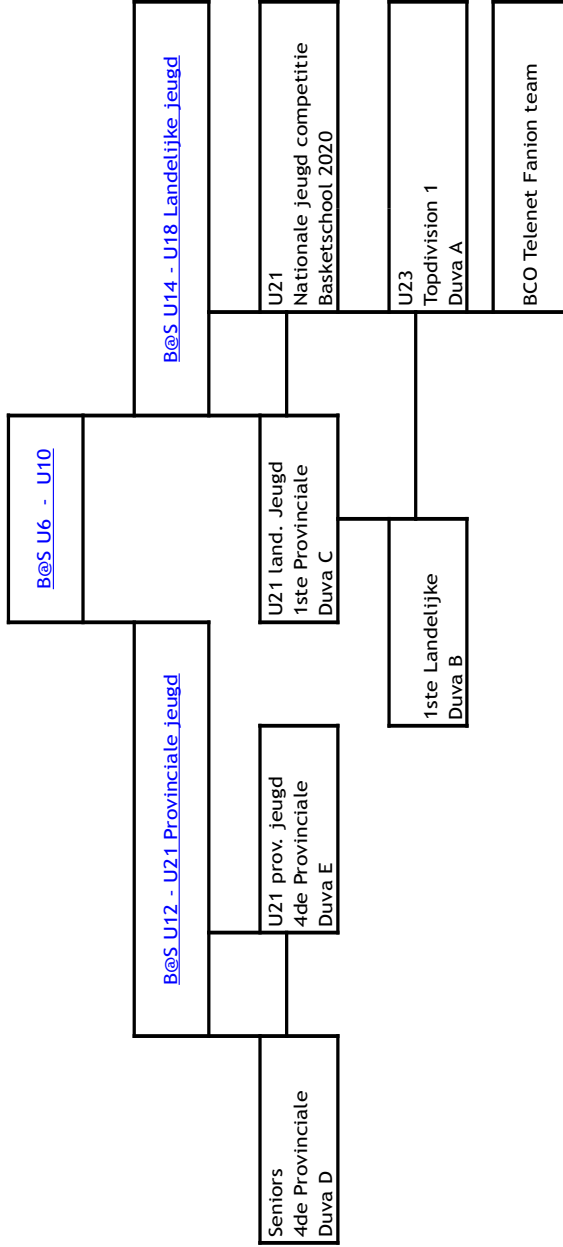 B@S U6 - U10
B@S U12 - U21 Provinciale jeugd
B@S U14 - U18 Landelijke jeugd
Seniors
4de Provinciale
Duva D
U21 prov. jeugd
4de Provinciale
Duva E
U21 land. Jeugd
1ste Provinciale
Duva C
U21
Nationale jeugd competitie
Basketschool 2020
1ste Landelijke
Duva B
U23
Topdivision 1
Duva A
BCO Telenet Fanion team